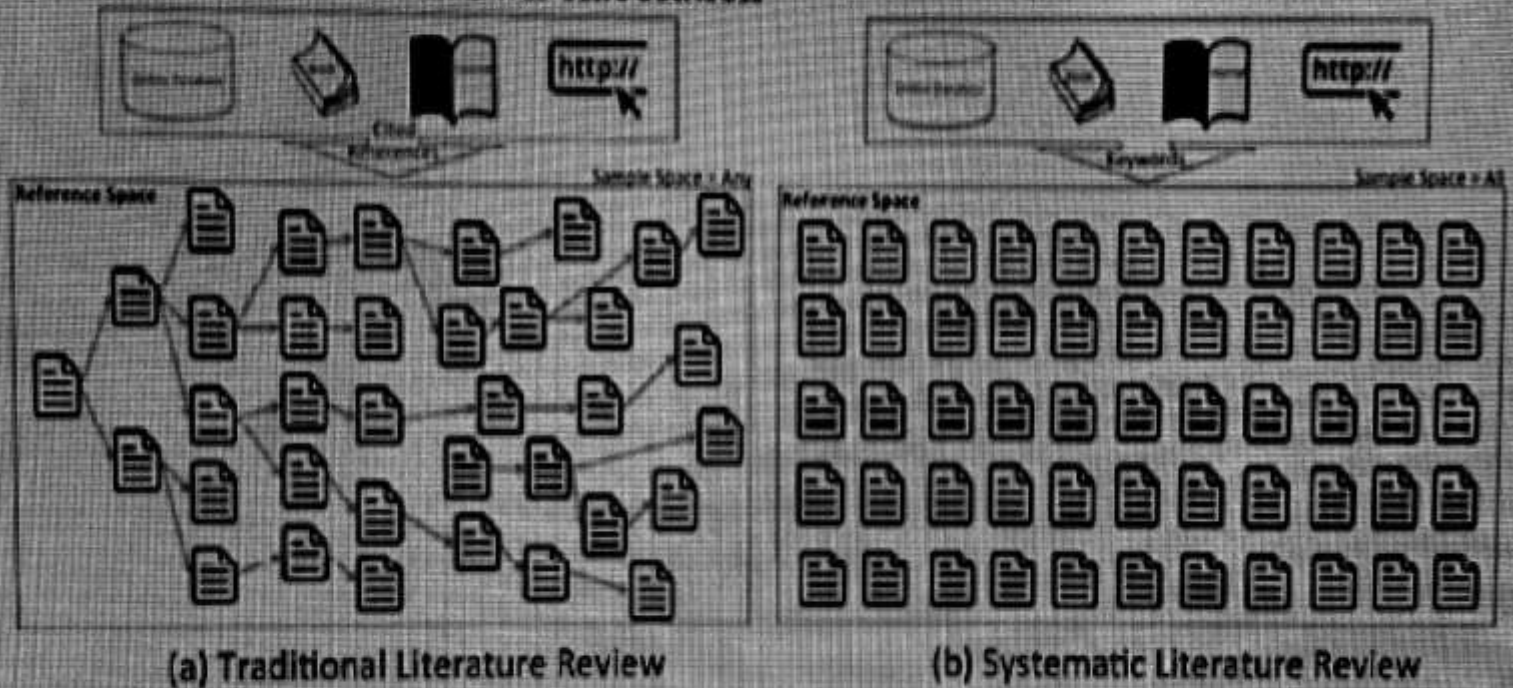 http://
Cited
References
Reference Space
Sample Space = Any
(a) Traditional Literature Review
http://
Keywords
Reference Space
Sample Space = All
(b) Systematic Literature Review